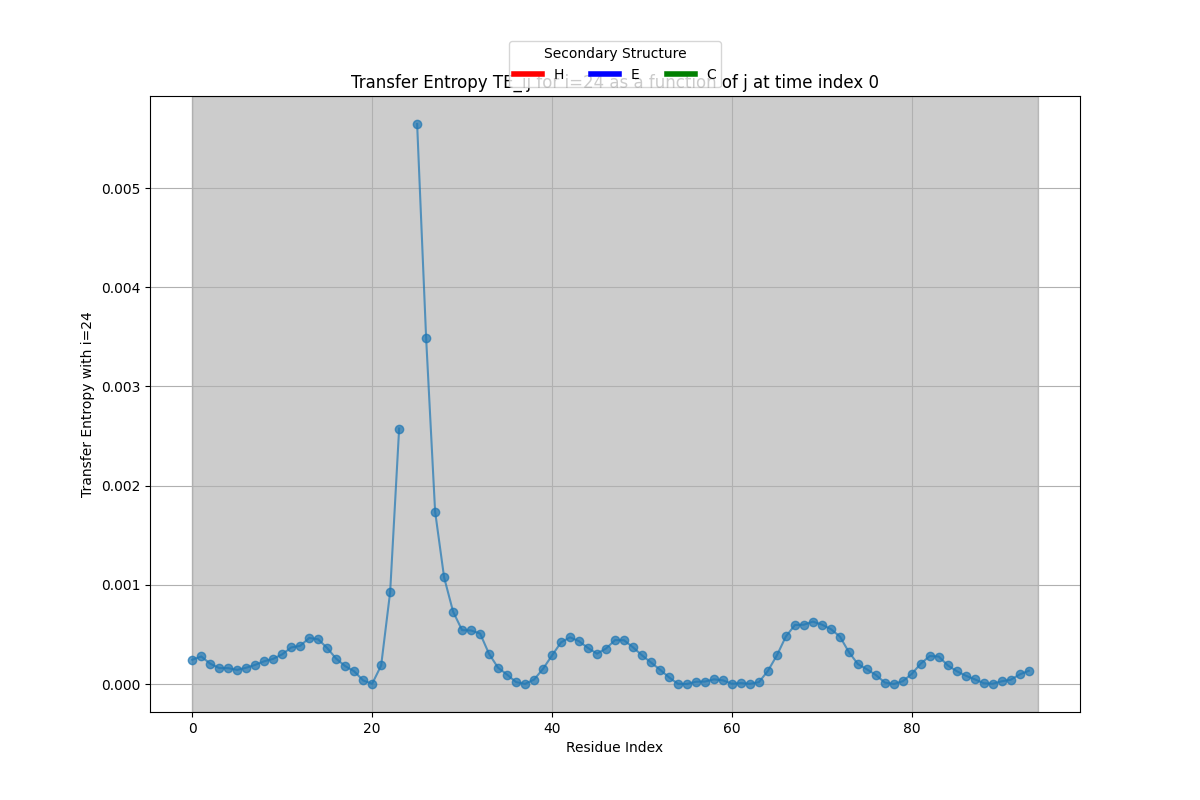 Secondary Structure
H E C
Transfer Entropy TE_ij for i=24 as a function of j at time index 0
Transfer Entropy with i=24
0.005
0.004
0.003
0.002
0.001
0.000
0 20 40 60 80
Residue Index